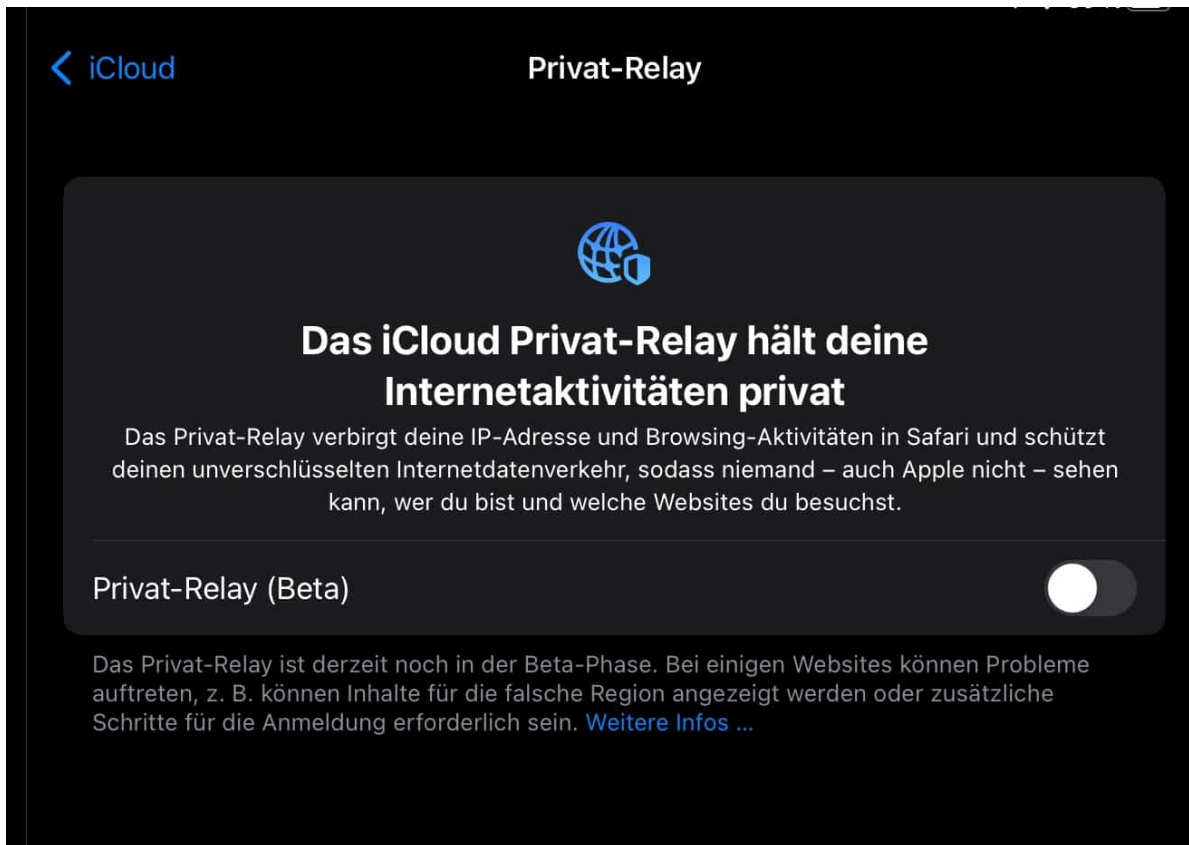 iCloud
Privat-Relay
Das iCloud Privat-Relay hält deine
Internetaktivitäten privat
Das Privat-Relay verbirgt deine IP-Adresse und Browsing-Aktivitäten in Safari und schützt
deinen unverschlüsselten Internetdatenverkehr, sodass niemand – auch Apple nicht – sehen
kann, wer du bist und welche Websites du besuchst.
Privat-Relay (Beta)
Das Privat-Relay ist derzeit noch in der Beta-Phase. Bei einigen Websites können Probleme
auftreten, z. B. können Inhalte für die falsche Region angezeigt werden oder zusätzliche
Schritte für die Anmeldung erforderlich sein. Weitere Infos ...